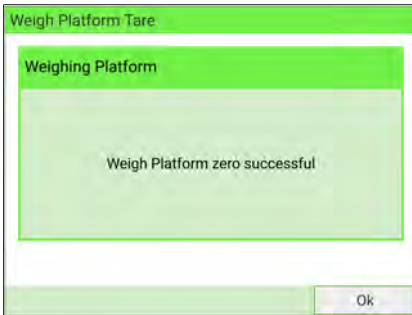 Weigh Platform Tare
Weighing Platform
Weigh Platform zero successful
Ok